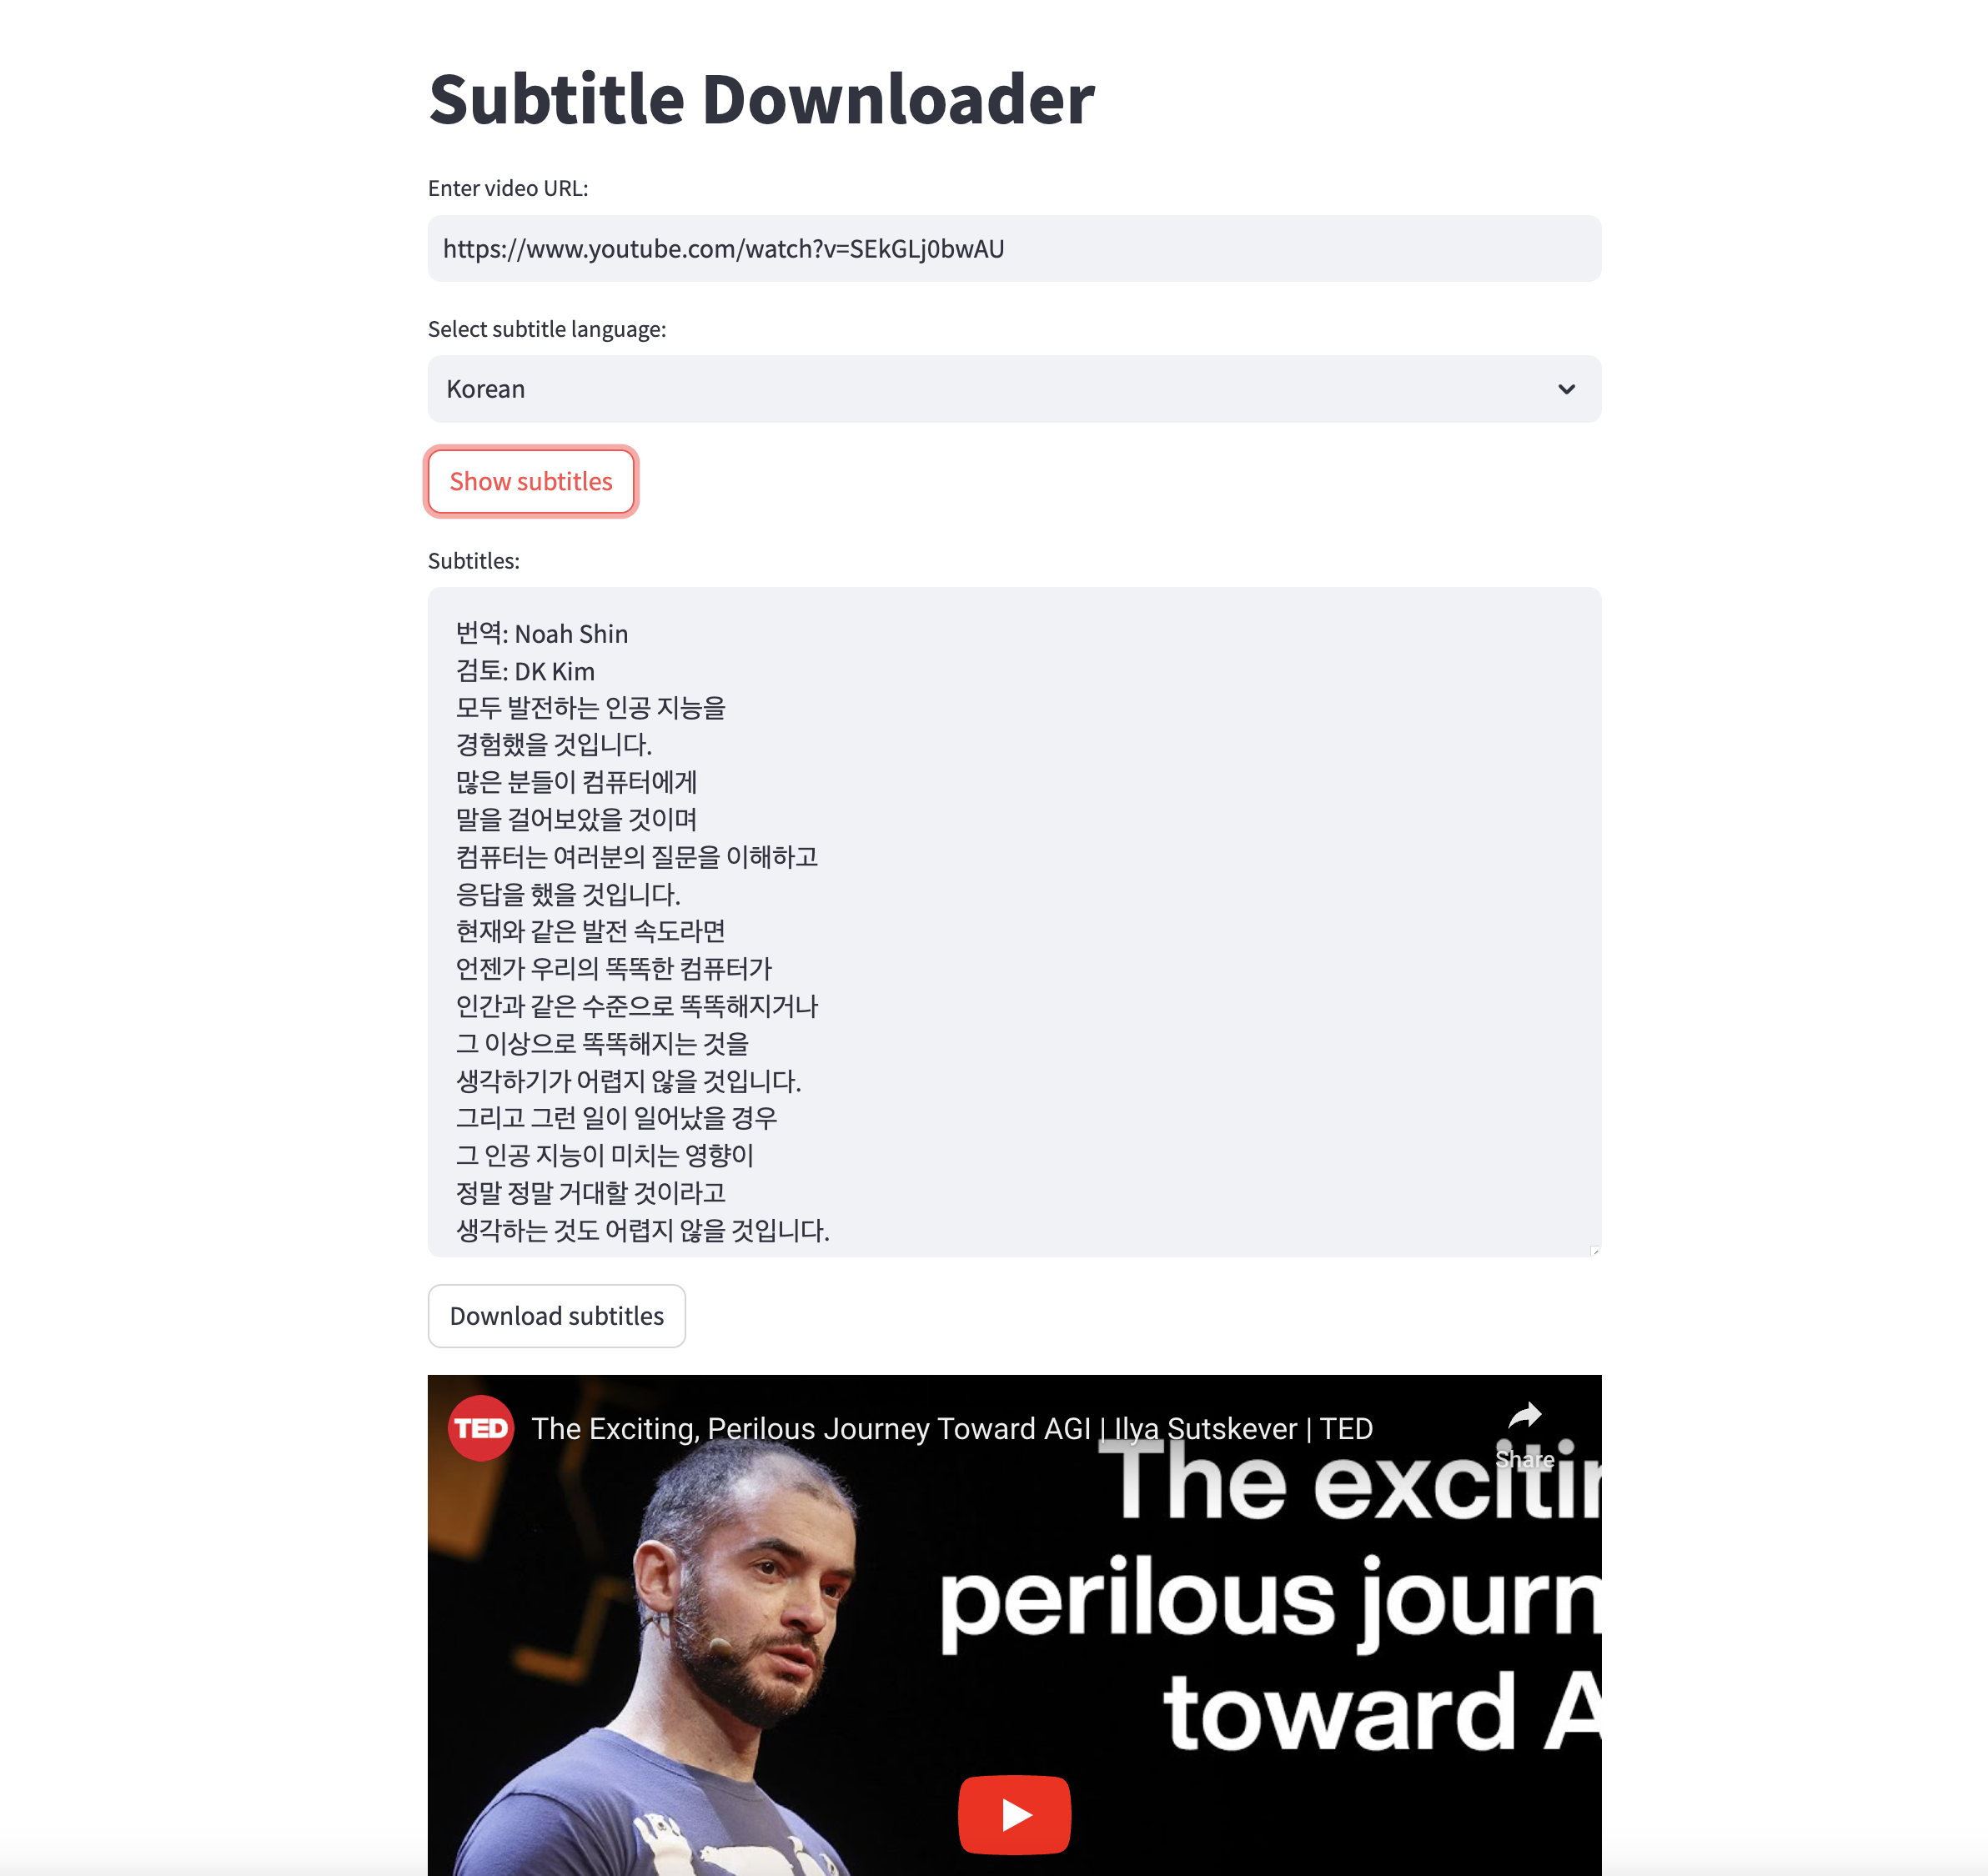 Subtitle Downloader
Enter video URL:
https://www.youtube.com/watch?v=SEkGLj0bwAU
Select subtitle language:
Korean
Show subtitles
Subtitles:
번역: Noah Shin
검토: DK Kim
모두 발전하는 인공 지능을
경험했을 것입니다.
많은 분들이 컴퓨터에게
말을 걸어보았을 것이며
컴퓨터는 여러분의 질문을 이해하고
응답을 했을 것입니다.
현재와 같은 발전 속도라면
언젠가 우리의 똑똑한 컴퓨터가
인간과 같은 수준으로 똑똑해지거나
그 이상으로 똑똑해지는 것을
생각하기가 어렵지 않을 것입니다.
그리고 그런 일이 일어났을 경우
그 인공 지능이 미치는 영향이
정말 정말 거대할 것이라고
생각하는 것도 어렵지 않을 것입니다.
Download subtitles
TED
The Exciting, Perilous Journey Toward AGI | Ilya Sutskever | TED
Share
The excitin
perilous journ
toward A